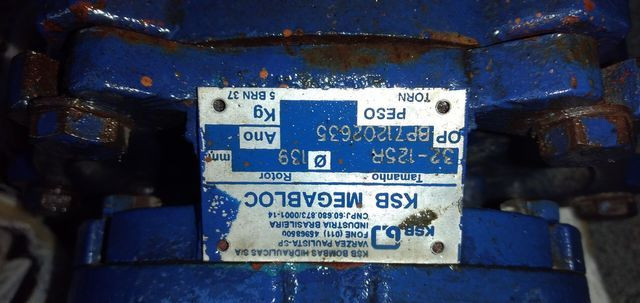 KSB BOMBAS HIDRAULICAS S/A
VARZEA PAULISTA-SP
FONE (011) 45968500
INDUSTRIA BRASILEIRA
CNPJ-60.680.873/0001-14
KSB
KSB MEGABLOC
Tamanho Rotor
32-125R Ø 139 mm
OP BP71202635 Ano
PESO Kg
TORN 5 BRN 37